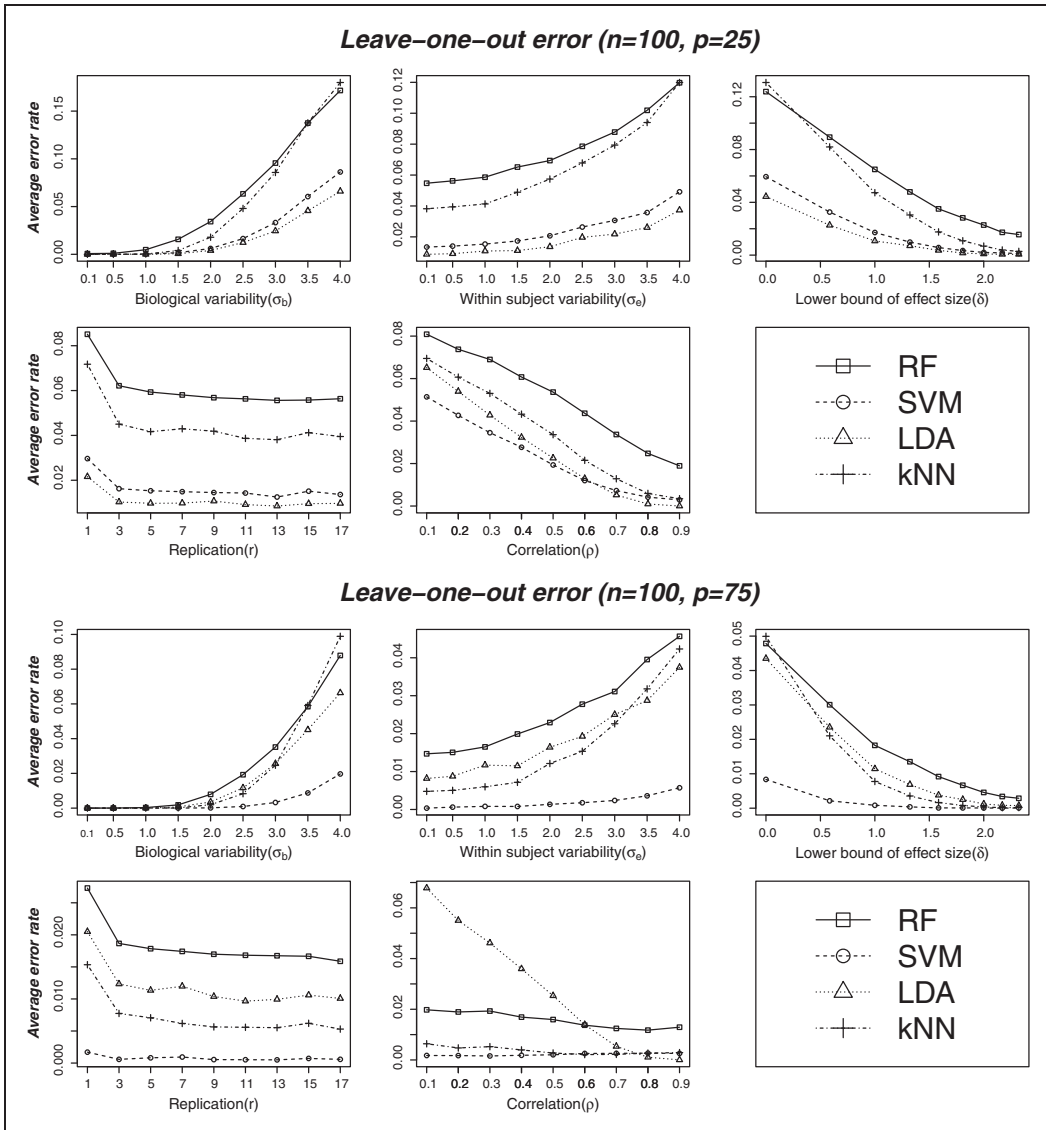 Leave-one-out error (n=100, p=25)
Average error rate
0.00 0.05 0.10 0.15
0.1 0.5 1.0 1.5 2.0 2.5 3.0 3.5 4.0
Biological variability(σb)
0.02 0.04 0.06 0.08 0.10 0.12
0.1 0.5 1.0 1.5 2.0 2.5 3.0 3.5 4.0
Within subject variability(σe)
0.00 0.04 0.08 0.12
0.0 0.5 1.0 1.5 2.0
Lower bound of effect size(δ)
Average error rate
0.02 0.04 0.06 0.08
1 3 5 7 9 11 13 15 17
Replication(r)
0.00 0.02 0.04 0.06 0.08
0.1 0.2 0.3 0.4 0.5 0.6 0.7 0.8 0.9
Correlation(ρ)
RF
SVM
LDA
kNN
Leave-one-out error (n=100, p=75)
Average error rate
0.00 0.02 0.04 0.06 0.08 0.10
0.1 0.5 1.0 1.5 2.0 2.5 3.0 3.5 4.0
Biological variability(σb)
0.00 0.01 0.02 0.03 0.04
0.1 0.5 1.0 1.5 2.0 2.5 3.0 3.5 4.0
Within subject variability(σe)
0.00 0.01 0.02 0.03 0.04 0.05
0.0 0.5 1.0 1.5 2.0
Lower bound of effect size(δ)
Average error rate
0.000 0.010 0.020
1 3 5 7 9 11 13 15 17
Replication(r)
0.00 0.02 0.04 0.06
0.1 0.2 0.3 0.4 0.5 0.6 0.7 0.8 0.9
Correlation(ρ)
RF
SVM
LDA
kNN